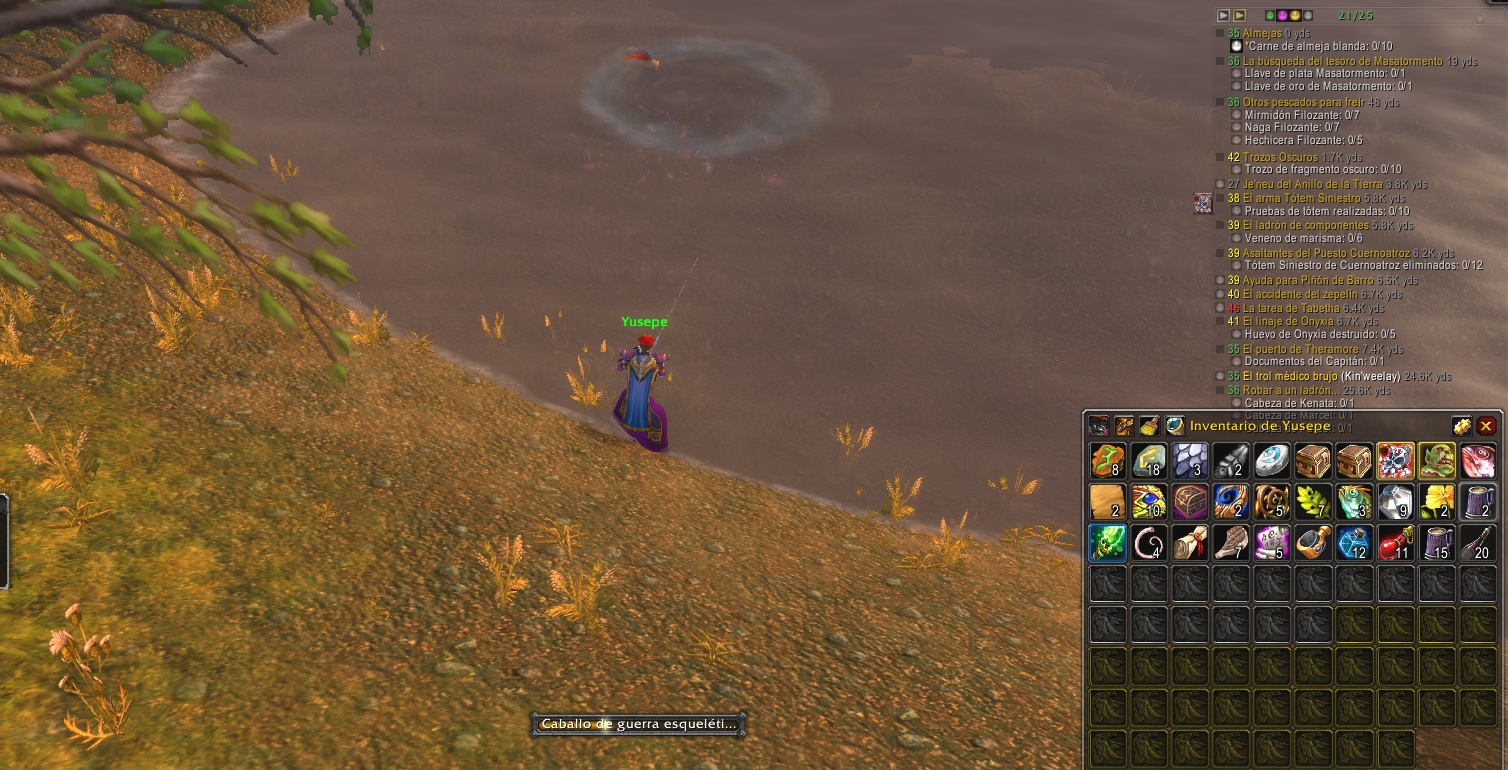 21/25
35 Almejas 0 yds
*Carne de almeja blanda: 0/10
36 La búsqueda del tesoro de Masatormento 19 yds
Llave de plata Masatormento: 0/1
Llave de oro de Masatormento: 0/1
36 Otros pescados para freír 48 yds
Mirmidón Filozante: 0/7
Naga Filozante: 0/7
Hechicera Filozante: 0/5
42 Trozos Oscuros 1.7K yds
Trozo de fragmento oscuro: 0/10
27 Je'neu del Anillo de la Tierra 3.8K yds
38 El arma Tótem Siniestro 5.8K yds
Pruebas de tótem realizadas: 0/10
39 El ladrón de componentes 5.8K yds
Veneno de marisma: 0/6
39 Asaltantes del Puesto Cuernoatroz 6.2K yds
Tótem Siniestro de Cuernoatroz eliminados: 0/12
39 Ayuda para Piñón de Barro 6.5K yds
40 El accidente del zepelín 6.7K yds
46 La tarea de Tabetha 6.4K yds
41 El linaje de Onyxia 6.7K yds
Huevo de Onyxia destruido: 0/5
35 El puerto de Theramore 7.4K yds
Documentos del Capitán: 0/1
35 El trol médico brujo (Kin'weelay) 24.6K yds
36 Robar a un ladrón... 25.6K yds
Cabeza de Kenata: 0/1
Cabeza de Marcel: 0/1
Yusepe
Inventario de Yusepe
8 18 3 2
2 10 2 5 7 3 9 2 2
4 7 5 12 11 15 20
Caballo de guerra esqueléti...